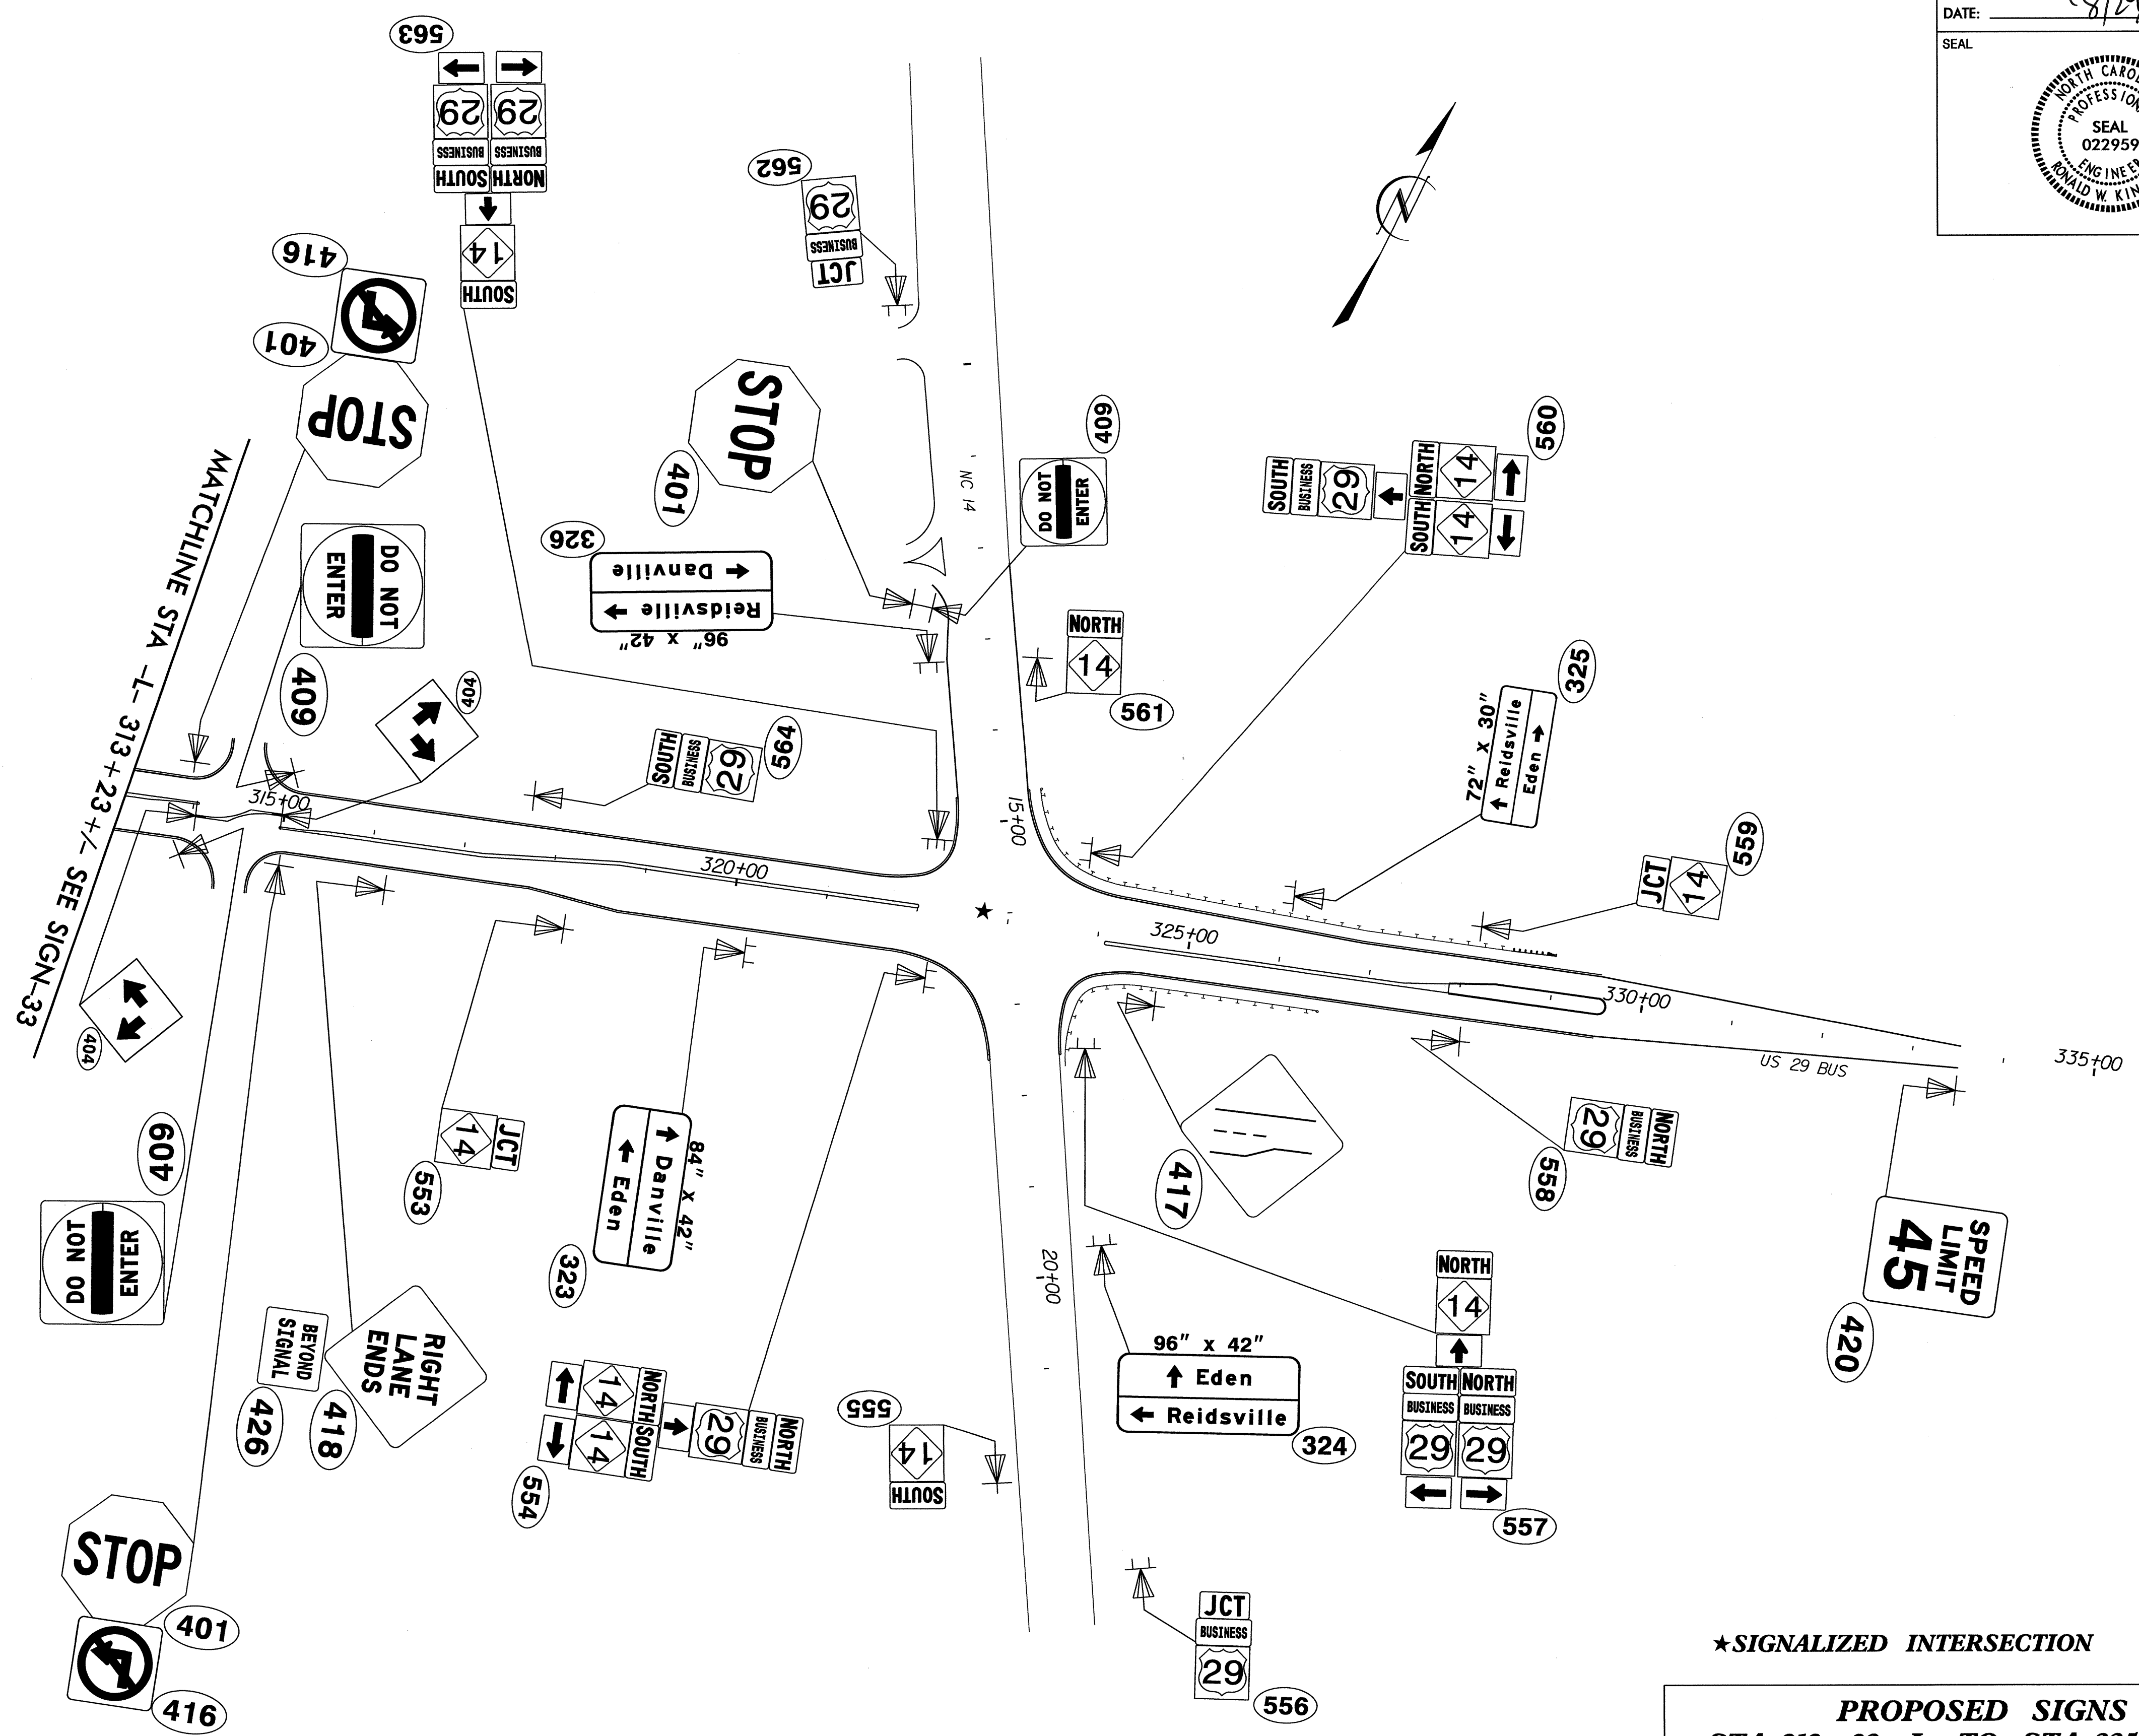 DATE:
SEAL
SEAL
022959
RONALD W.
563
29
29
BUSINESS
BUSINESS
SOUTH
NORTH
14
SOUTH
562
29
BUSINESS
JCT
416
401
STOP
STOP
401
409
DO NOT
ENTER
NC 14
326
Danville
Reidsville
96" x 42"
560
SOUTH
BUSINESS
29
NORTH
14
SOUTH
14
MATCHLINE STA -L- 313+23 +/- SEE SIGN-33
DO NOT
ENTER
409
404
NORTH
14
561
325
72" x 30"
Reidsville
Eden
SOUTH
BUSINESS
29
564
JCT
14
559
315+00
15+00
320+00
325+00
330+00
335+00
US 29 BUS
404
409
DO NOT
ENTER
JCT
14
553
84" x 42"
Danville
Eden
323
417
NORTH
BUSINESS
29
558
SPEED
LIMIT
45
420
20+00
BEYOND
SIGNAL
426
RIGHT
LANE
ENDS
418
NORTH
14
SOUTH
14
NORTH
BUSINESS
29
554
555
14
SOUTH
96" x 42"
Eden
Reidsville
324
NORTH
14
SOUTH NORTH
BUSINESS BUSINESS
29 29
557
STOP
401
416
JCT
BUSINESS
29
556
★SIGNALIZED INTERSECTION
PROPOSED SIGNS